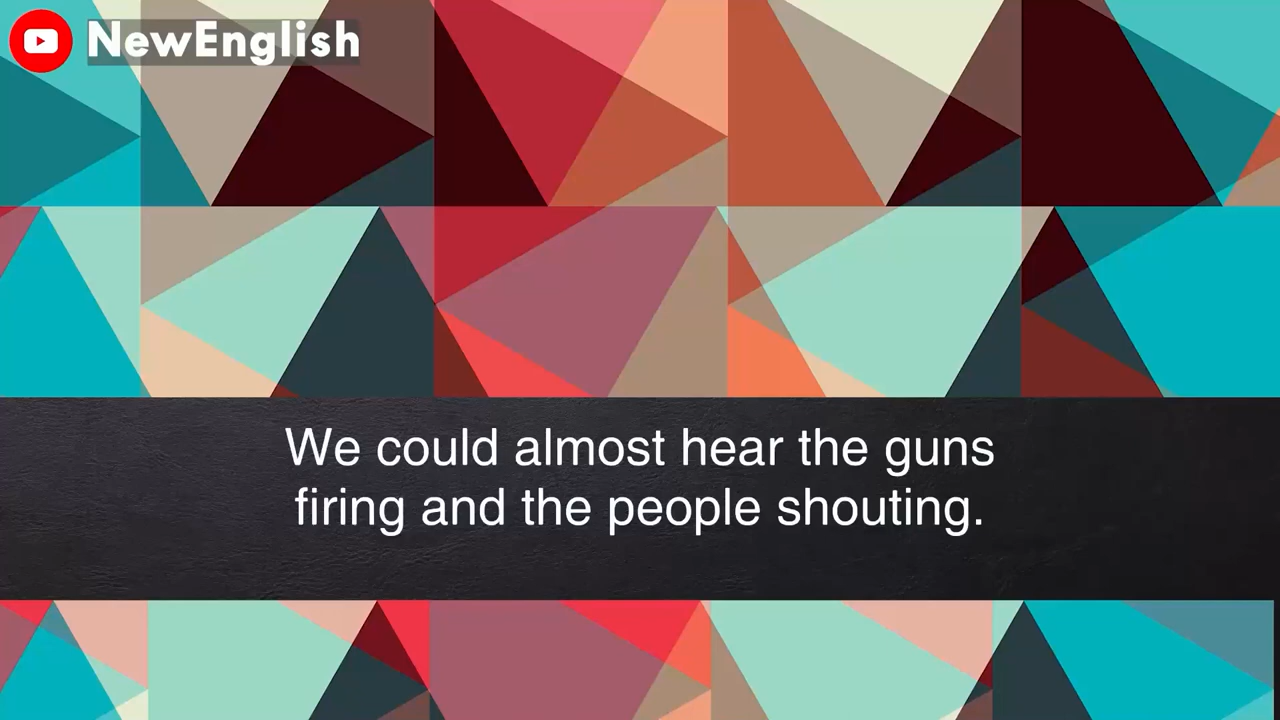 NewEnglish
We could almost hear the guns
firing and the people shouting.